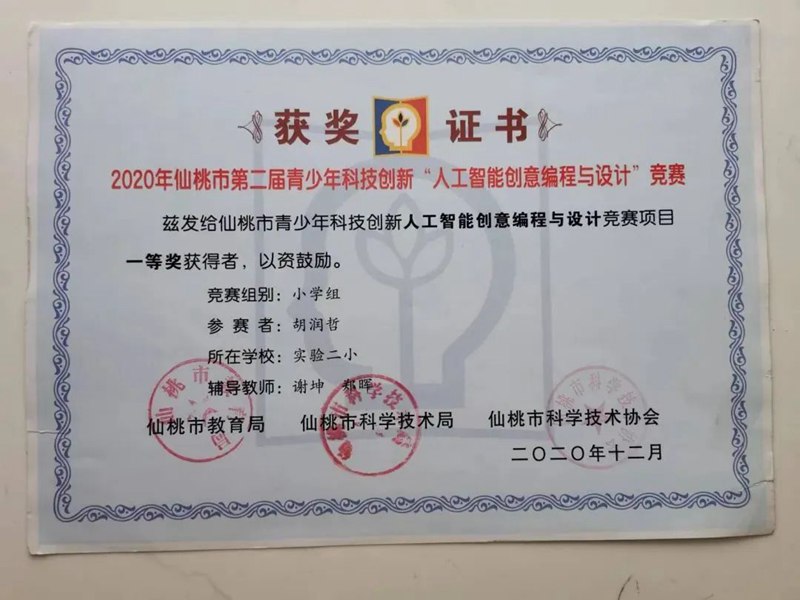 获奖证书
2020年仙桃市第二届青少年科技创新“人工智能创意编程与设计”竞赛
兹发给仙桃市青少年科技创新人工智能创意编程与设计竞赛项目
一等奖获得者，以资鼓励。
竞赛组别：小学组
参赛者：胡润哲
所在学校：实验二小
辅导教师：谢坤 郑晖
仙桃市教育局 仙桃市科学技术局 仙桃市科学技术协会
二〇二〇年十二月